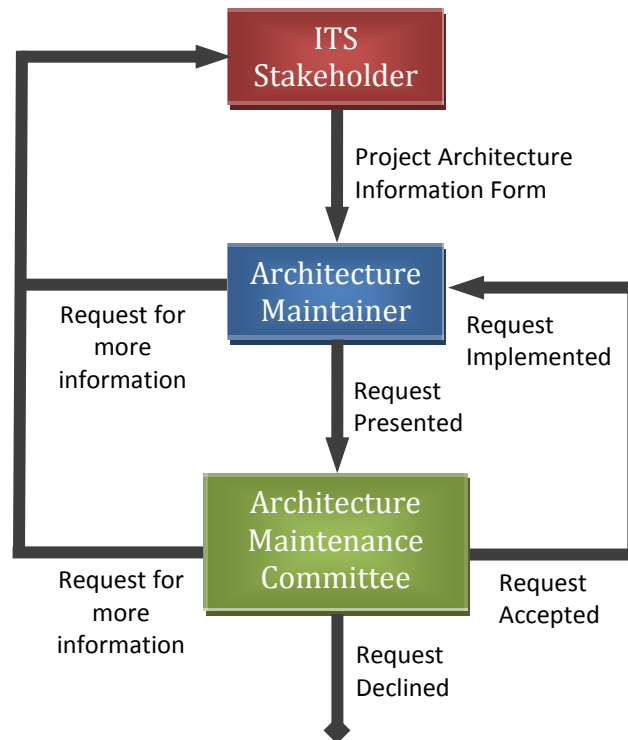 ITS
Stakeholder
Project Architecture
Information Form
Architecture
Maintainer
Request for
more
information
Request
Implemented
Request
Presented
Architecture
Maintenance
Committee
Request for
more
information
Request
Accepted
Request
Declined